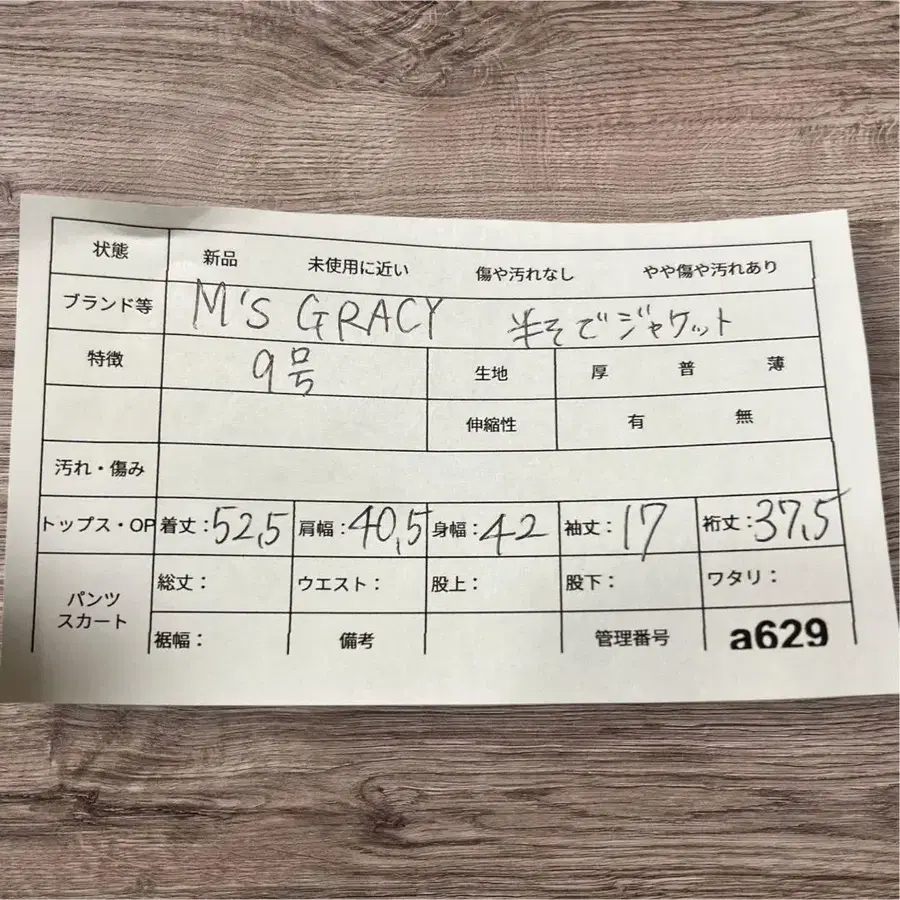 状態 新品 未使用に近い 傷や汚れなし やや傷や汚れあり
ブランド等 M's GRACY 半そでジャケット
特徴 9号 生地 厚 普 薄
伸縮性 有 無
汚れ・傷み
トップス・OP 着丈：52,5 肩幅：40,5 身幅：42 袖丈：17 裄丈：37,5
パンツ スカート 総丈： ウエスト： 股上： 股下： ワタリ：
裾幅： 備考 管理番号 a629